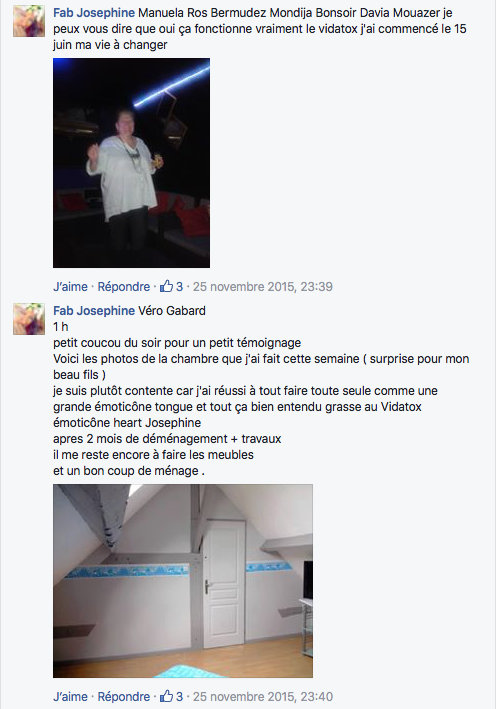 Fab Josephine Manuela Ros Bermudez Mondija Bonsoir Davia Mouazer je
peux vous dire que oui ça fonctionne vraiment le vidatox j'ai commencé le 15
juin ma vie à changer
J'aime · Répondre · 3 · 25 novembre 2015, 23:39
Fab Josephine Véro Gabard
1 h
petit coucou du soir pour un petit témoignage
Voici les photos de la chambre que j'ai fait cette semaine ( surprise pour mon
beau fils )
je suis plutôt contente car j'ai réussi à tout faire toute seule comme une
grande émoticône tongue et tout ça bien entendu grasse au Vidatox
émoticône heart Josephine
apres 2 mois de déménagement + travaux
il me reste encore à faire les meubles
et un bon coup de ménage .
J'aime · Répondre · 3 · 25 novembre 2015, 23:40